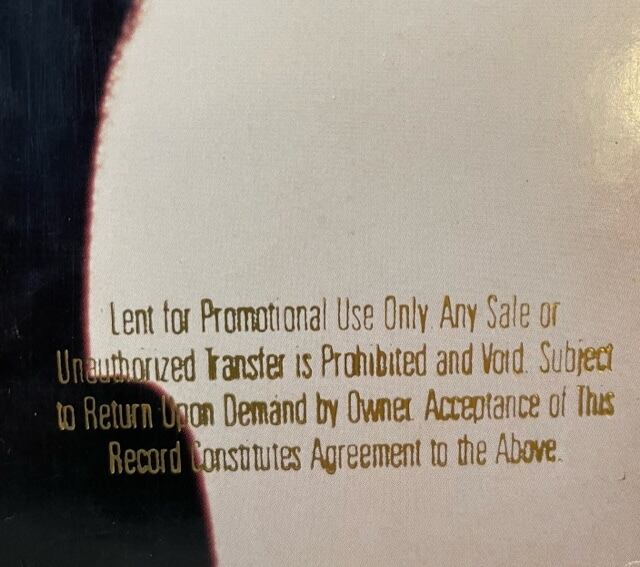 Lent for Promotional Use Only. Any Sale or
Unauthorized Transfer is Prohibited and Void. Subject
to Return Upon Demand by Owner. Acceptance of This
Record Constitutes Agreement to the Above.